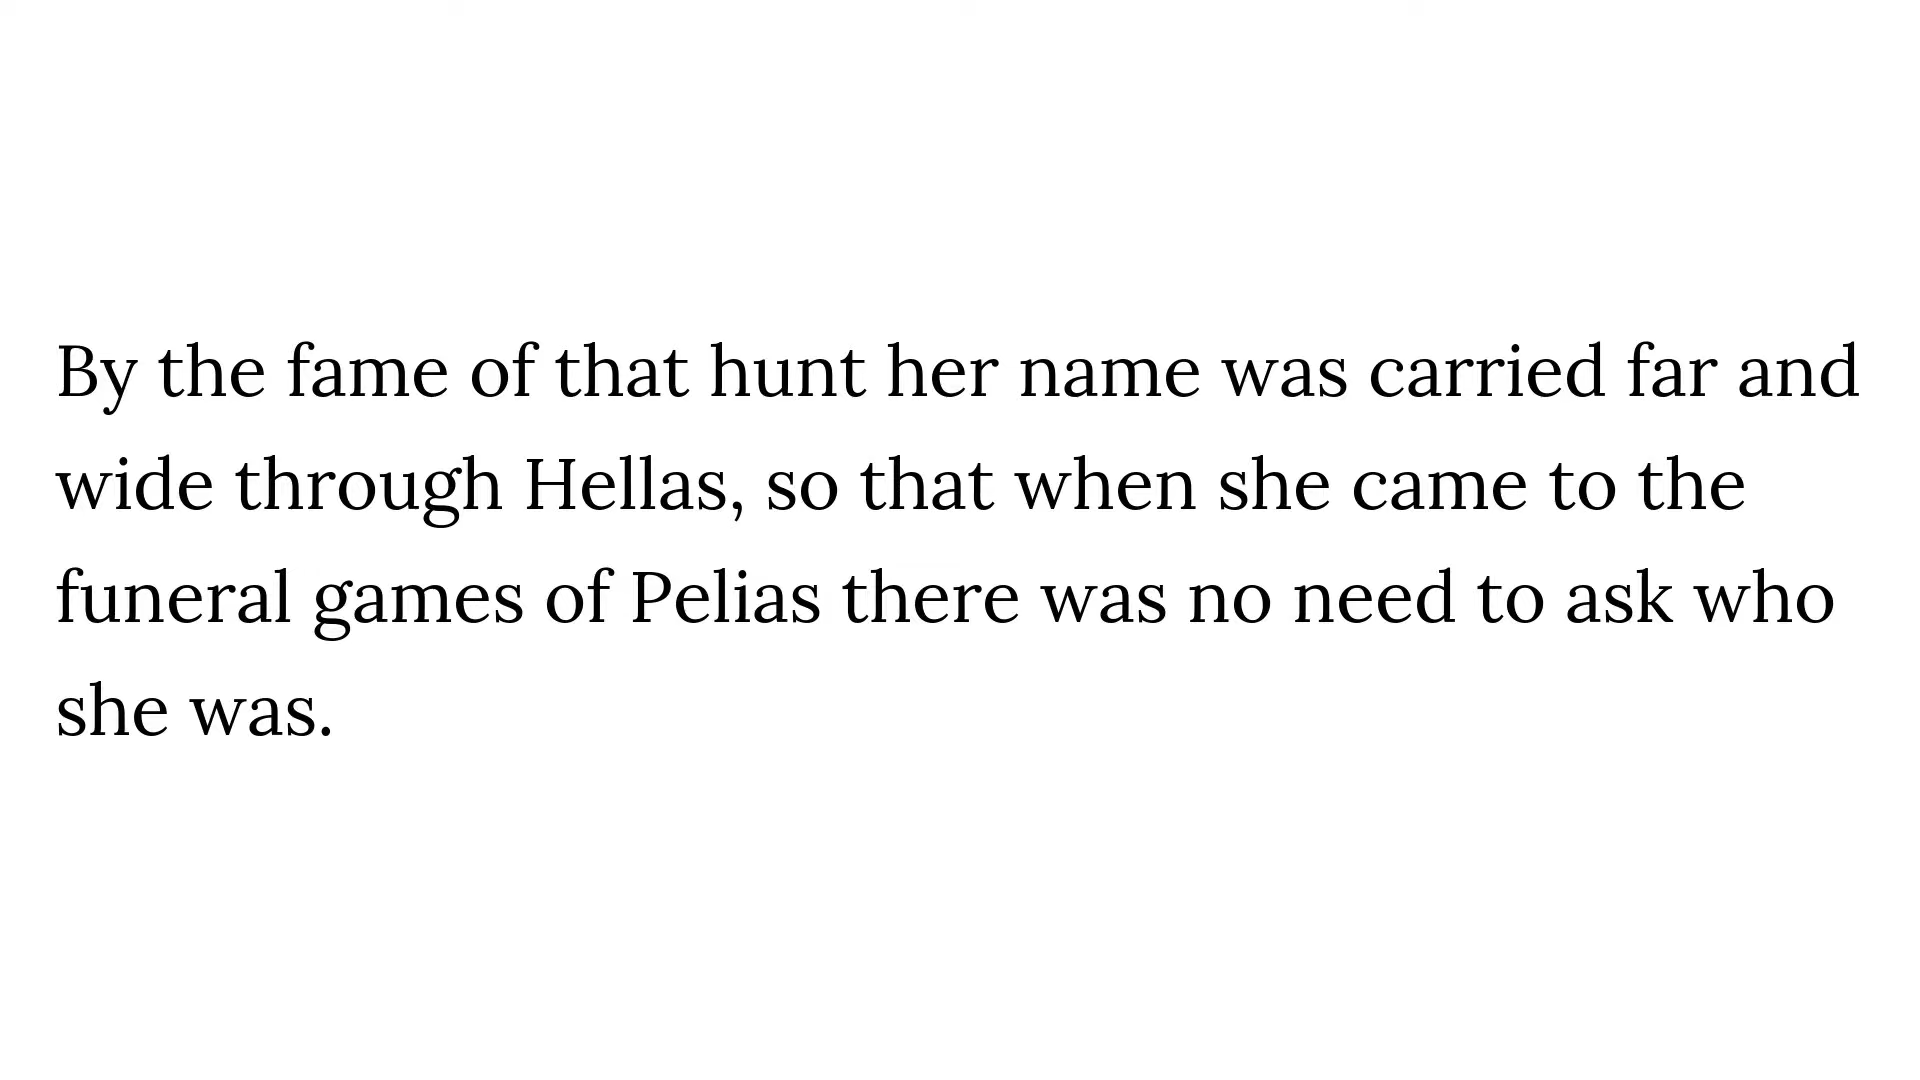 By the fame of that hunt her name was carried far and
wide through Hellas, so that when she came to the
funeral games of Pelias there was no need to ask who
she was.